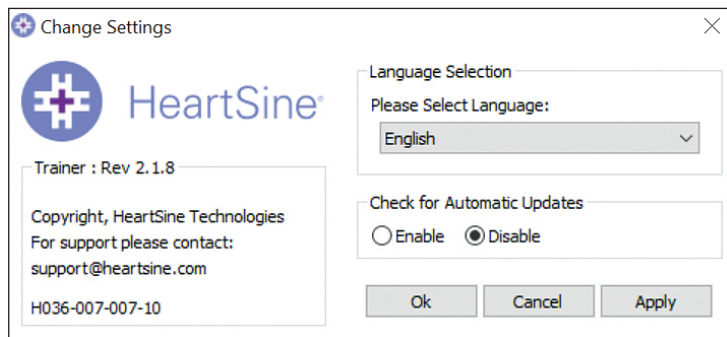 Change Settings
HeartSine®
Trainer : Rev 2.1.8
Copyright, HeartSine Technologies
For support please contact:
support@heartsine.com
H036-007-007-10
Language Selection
Please Select Language:
English
Check for Automatic Updates
Enable Disable
Ok Cancel Apply